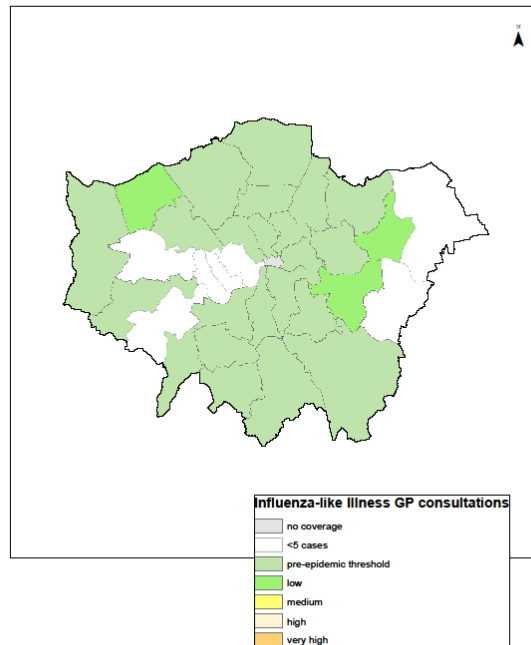 N
Influenza-like Illness GP consultations
no coverage
<5 cases
pre-epidemic threshold
low
medium
high
very high